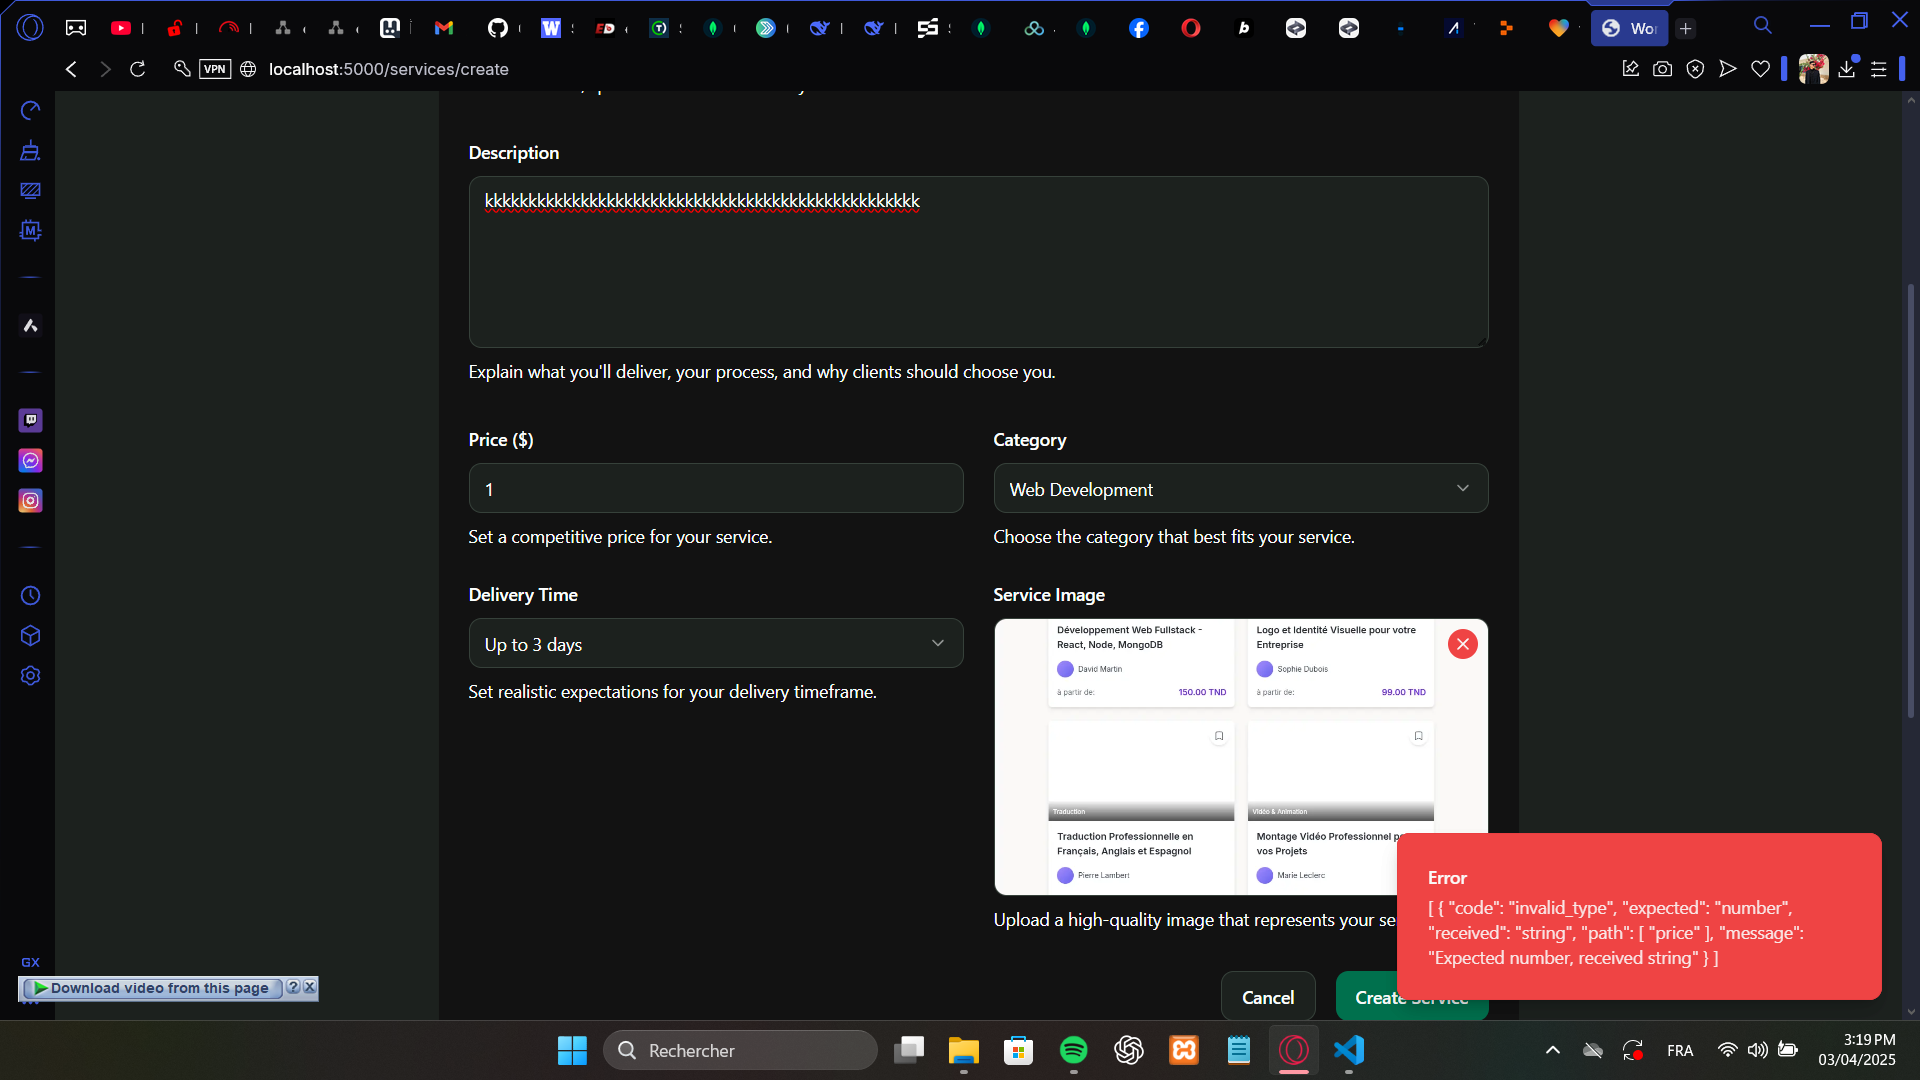 Wor
VPN
localhost:5000/services/create
Description
kkkkkkkkkkkkkkkkkkkkkkkkkkkkkkkkkkkkkkkkkkkkkkkkkk
Explain what you'll deliver, your process, and why clients should choose you.
Price ($)
Category
1
Web Development
Set a competitive price for your service.
Choose the category that best fits your service.
Delivery Time
Service Image
Up to 3 days
Set realistic expectations for your delivery timeframe.
Développement Web Fullstack -
React, Node, MongoDB
David Martin
à partir de:
150.00 TND
Logo et Identité Visuelle pour votre
Entreprise
Sophie Dubois
à partir de:
99.00 TND
Traduction
Traduction Professionnelle en
Français, Anglais et Espagnol
Pierre Lambert
Vidéo & Animation
Montage Vidéo Professionnel
vos Projets
Marie Leclerc
Upload a high-quality image that represents your
Error
[ { "code": "invalid_type", "expected": "number",
"received": "string", "path": [ "price" ], "message":
"Expected number, received string" } ]
Cancel
Create Service
GX
Download video from this page
Rechercher
FRA
3:19 PM
03/04/2025